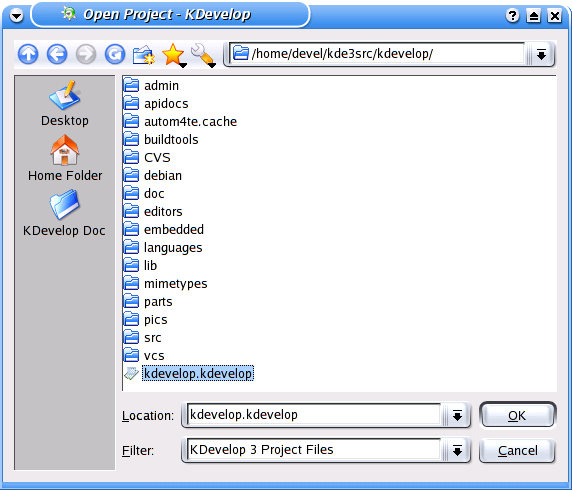 Open Project - KDevelop
/home/devel/kde3src/kdevelop/
Desktop
Home Folder
KDevelop Doc
admin
apidocs
autom4te.cache
buildtools
CVS
debian
doc
editors
embedded
languages
lib
mimetypes
parts
pics
src
vcs
kdevelop.kdevelop
Location: kdevelop.kdevelop OK
Filter: KDevelop 3 Project Files Cancel